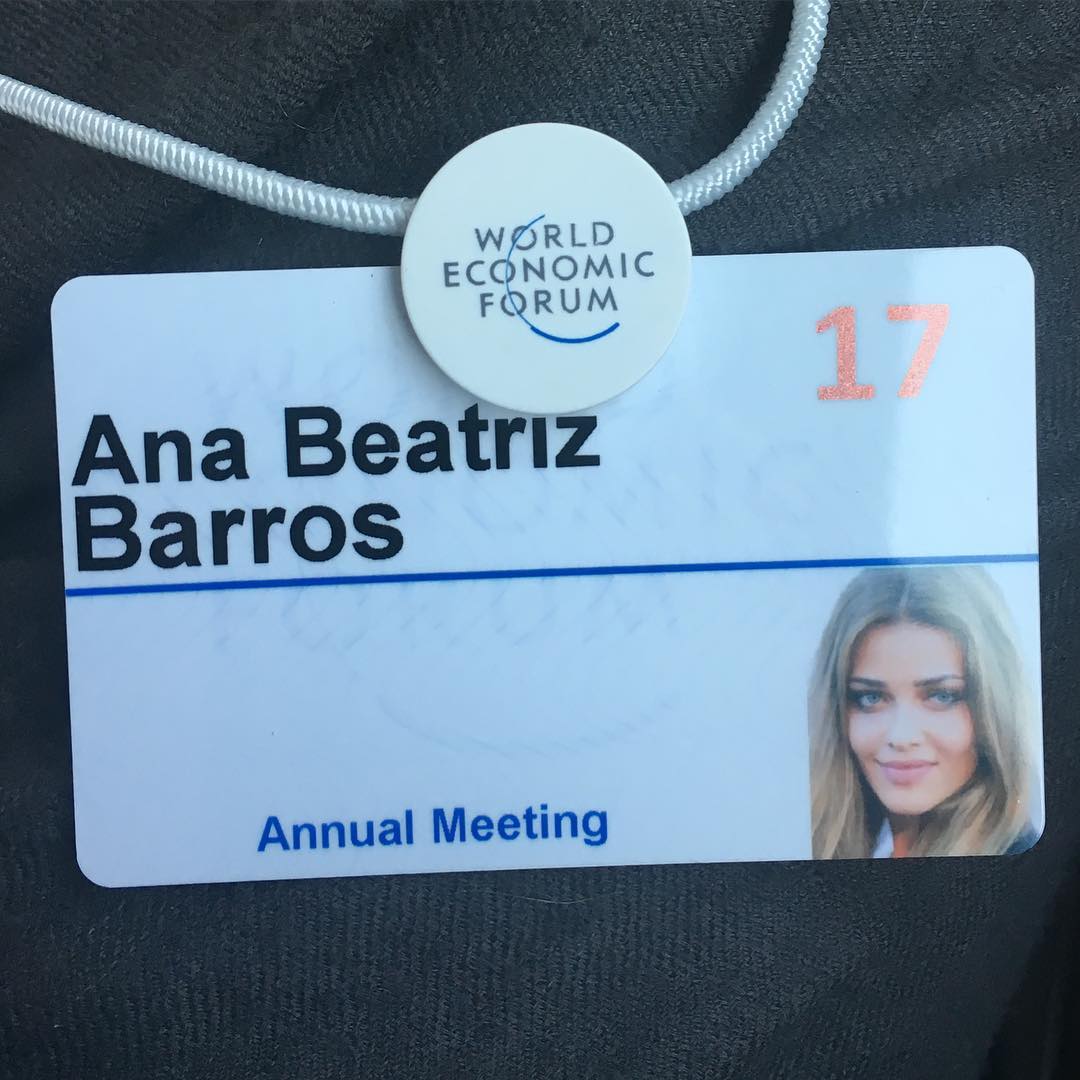 WORLD
ECONOMIC
FORUM
17
Ana Beatriz
Barros
Annual Meeting